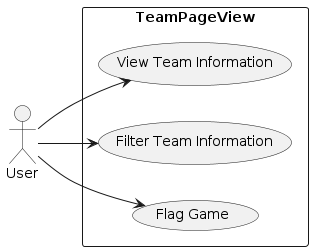 TeamPageView
View Team Information
Filter Team Information
User
Flag Game